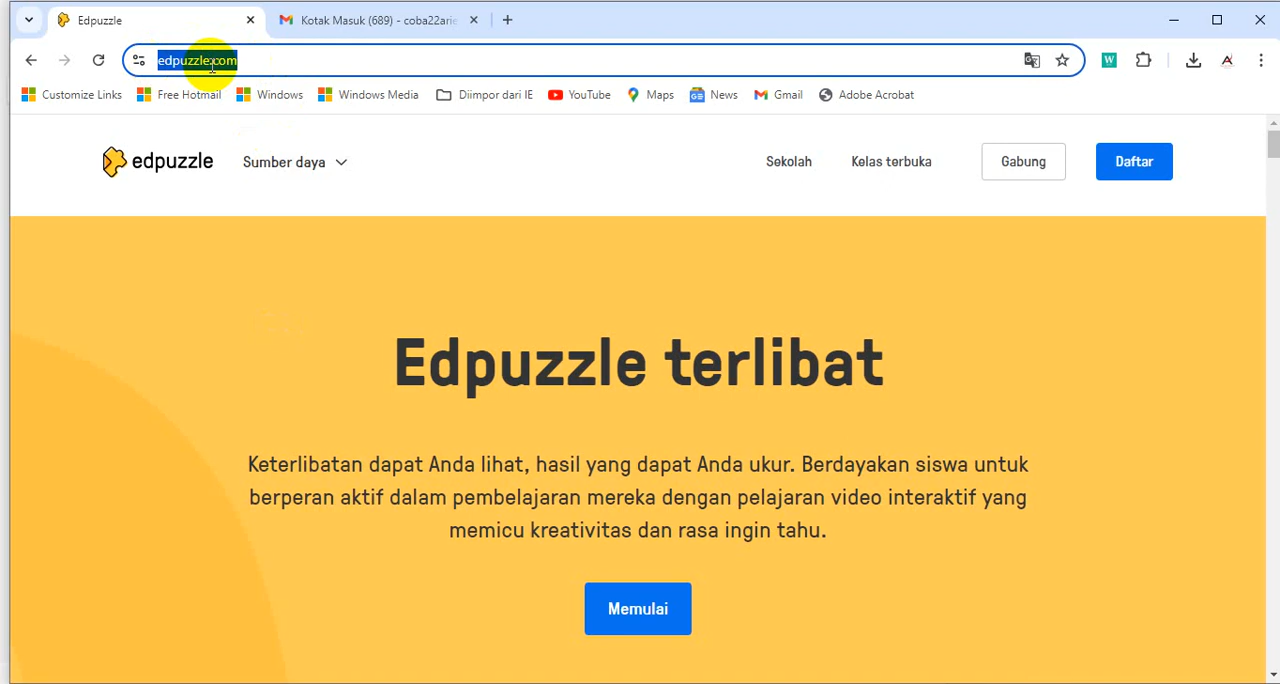 Edpuzzle
Kotak Masuk (689) - coba22arie
edpuzzle.com
Customize Links
Free Hotmail
Windows
Windows Media
Diimpor dari IE
YouTube
Maps
News
Gmail
Adobe Acrobat
edpuzzle
Sumber daya
Sekolah
Kelas terbuka
Gabung
Daftar
Edpuzzle terlibat
Keterlibatan dapat Anda lihat, hasil yang dapat Anda ukur. Berdayakan siswa untuk
berperan aktif dalam pembelajaran mereka dengan pelajaran video interaktif yang
memicu kreativitas dan rasa ingin tahu.
Memulai